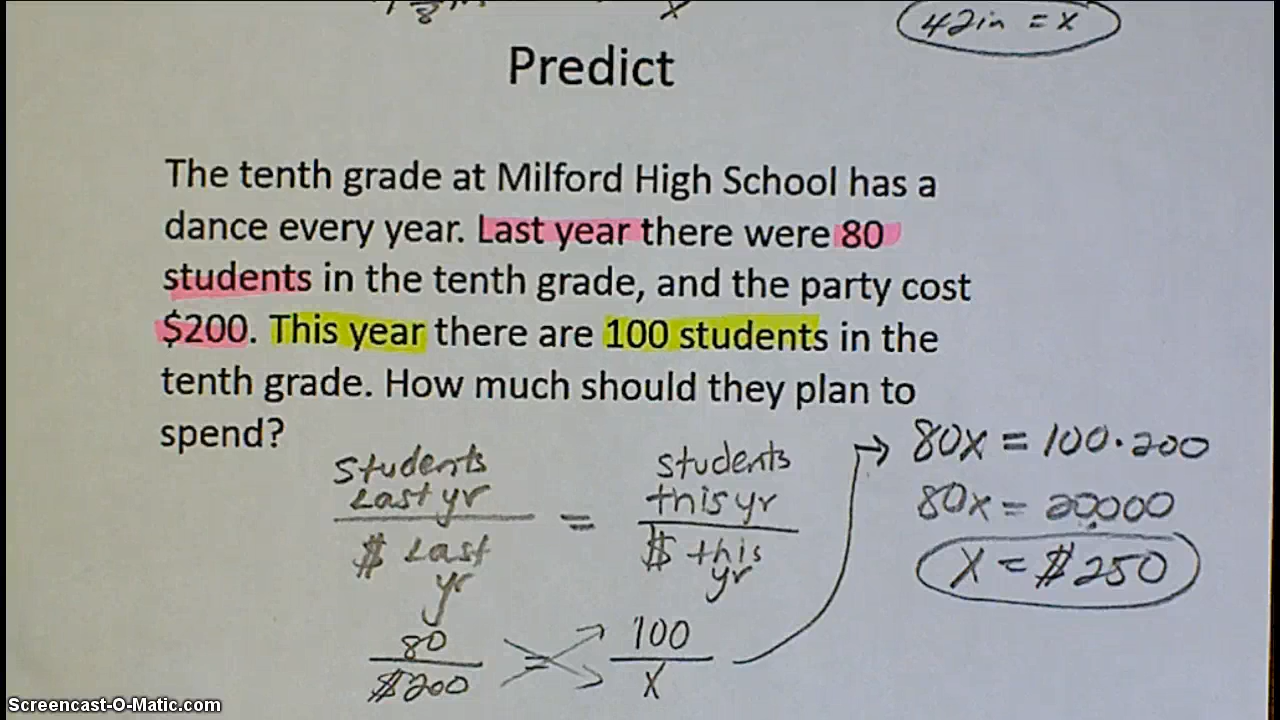 8
x
42in = x
Predict
The tenth grade at Milford High School has a
dance every year. Last year there were 80
students in the tenth grade, and the party cost
$200. This year there are 100 students in the
tenth grade. How much should they plan to
spend?
Students
Last yr
$ Last
yr
=
students
this yr
$ this
yr
80
$200
=
100
x
→ 80x = 100·200
80x = 20,000
x = $250
Screencast-O-Matic.com